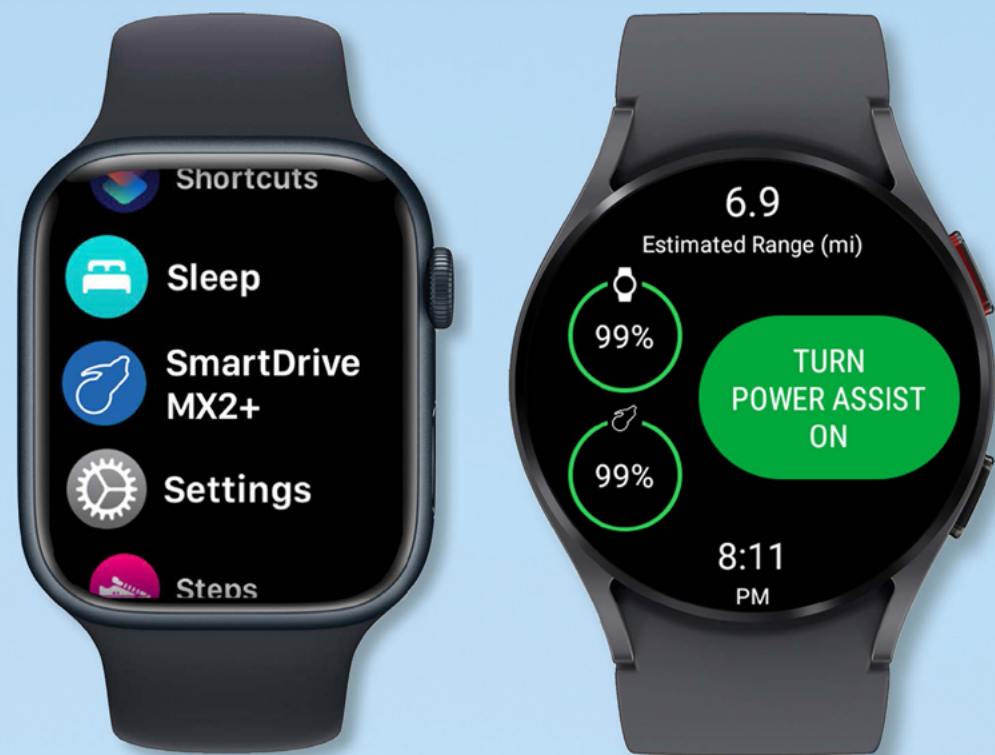 Shortcuts
Sleep
SmartDrive
MX2+
Settings
Steps
6.9
Estimated Range (mi)
99%
TURN
POWER ASSIST
ON
99%
8:11
PM